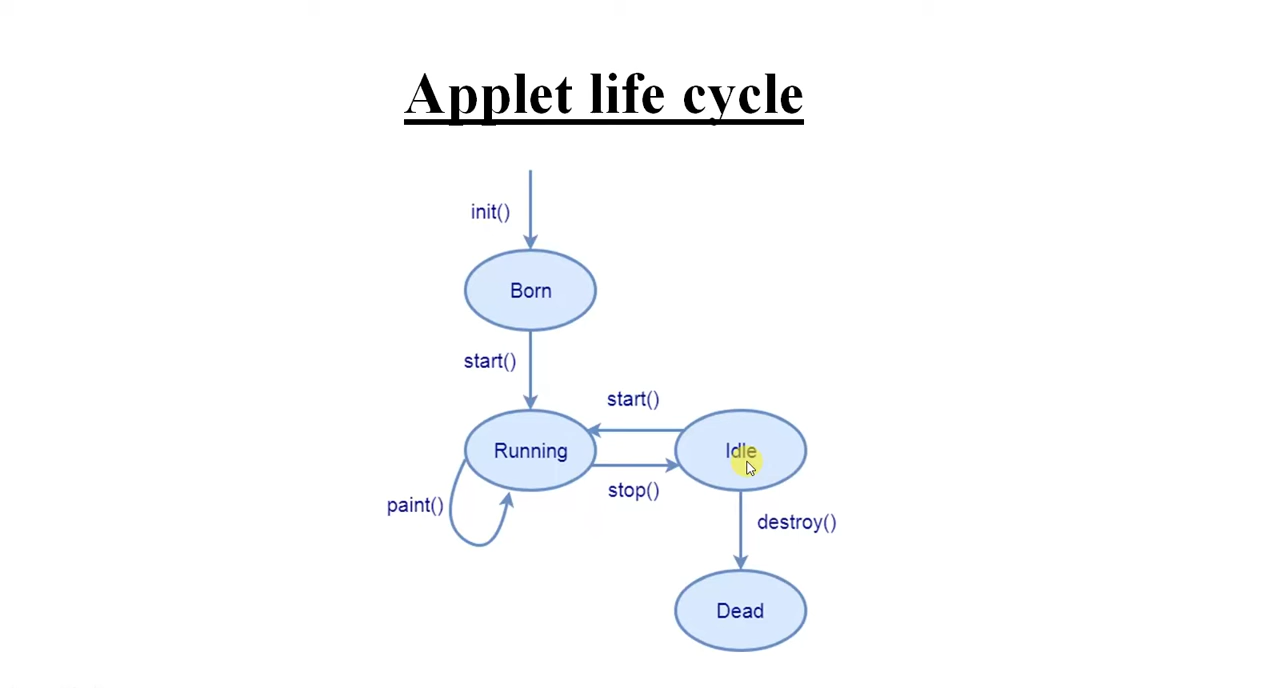 Applet life cycle
init()
Born
start()
start()
Running
Idle
paint()
stop()
destroy()
Dead